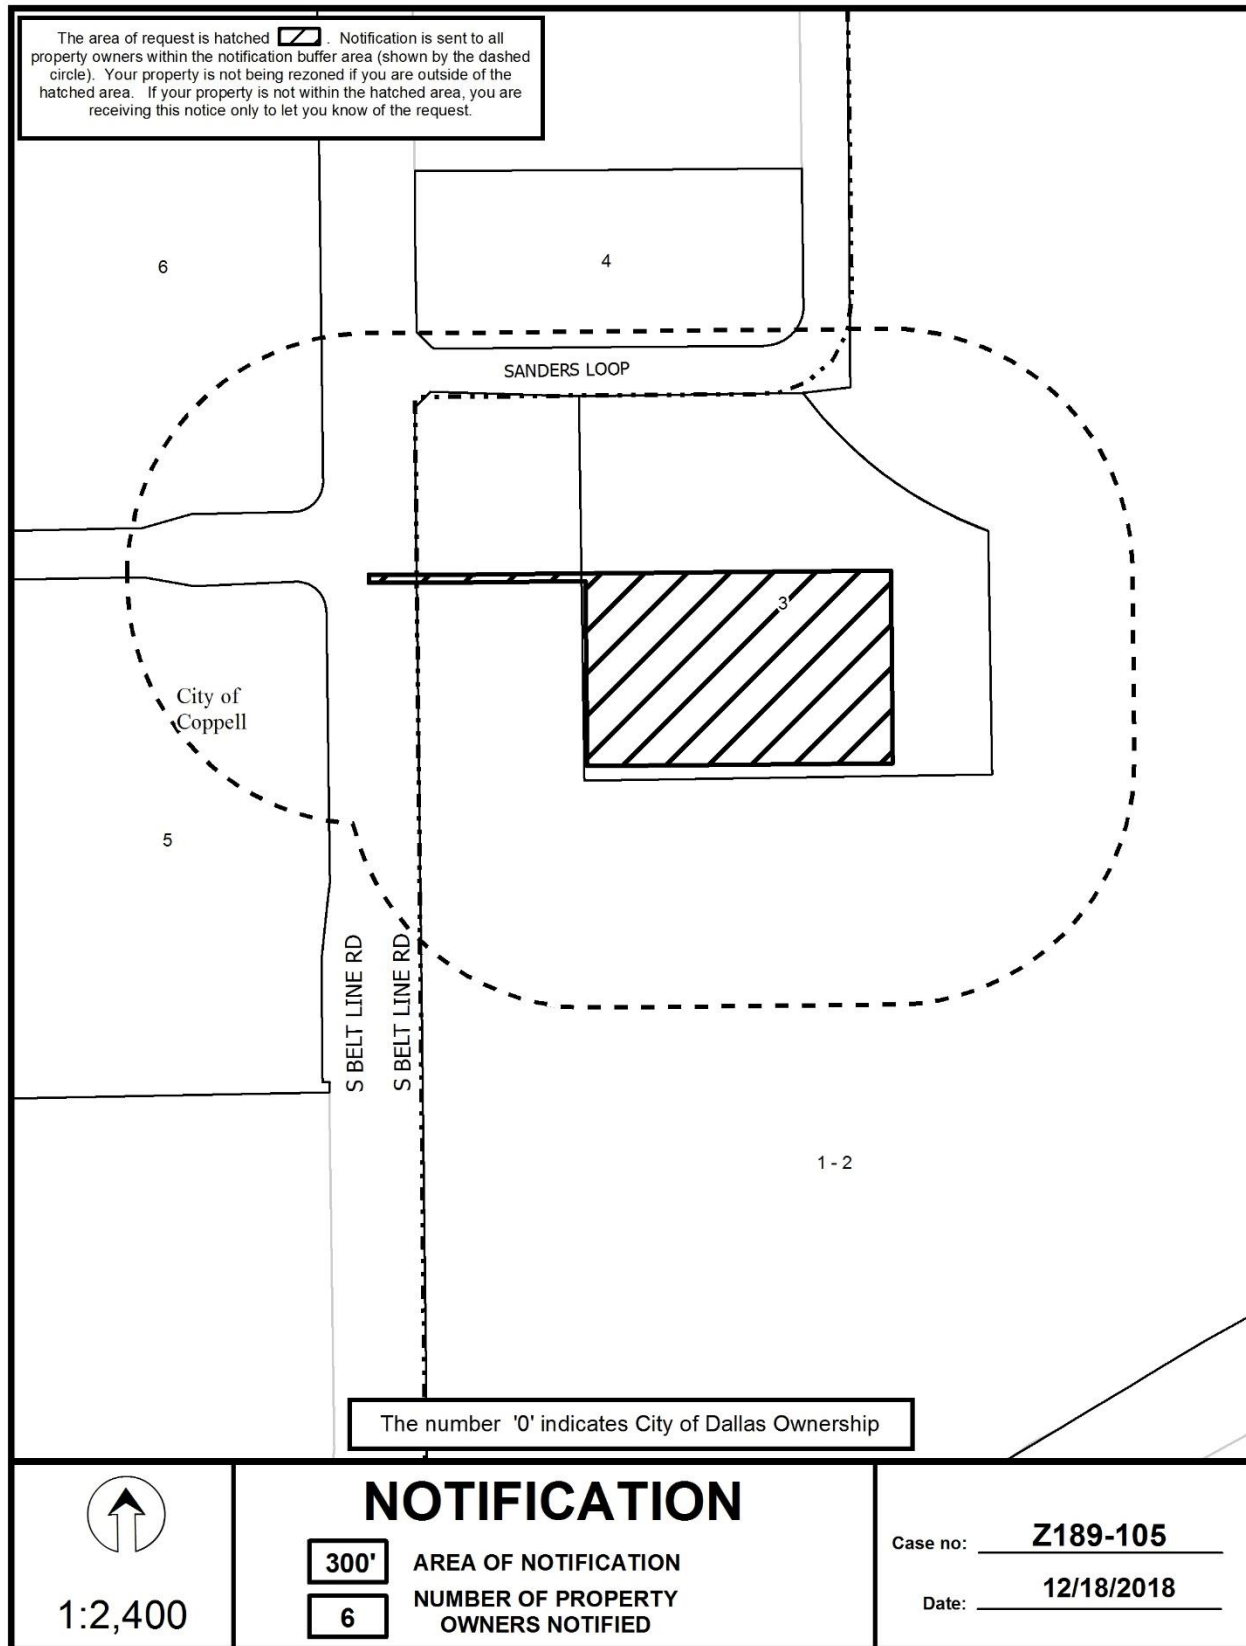 The area of request is hatched . Notification is sent to all
property owners within the notification buffer area (shown by the dashed
circle). Your property is not being rezoned if you are outside of the
hatched area. If your property is not within the hatched area, you are
receiving this notice only to let you know of the request.
6
4
SANDERS LOOP
3
City of
Coppell
5
S BELT LINE RD
S BELT LINE RD
1 - 2
The number '0' indicates City of Dallas Ownership
1:2,400
NOTIFICATION
300' AREA OF NOTIFICATION
6 NUMBER OF PROPERTY
OWNERS NOTIFIED
Case no: Z189-105
Date: 12/18/2018